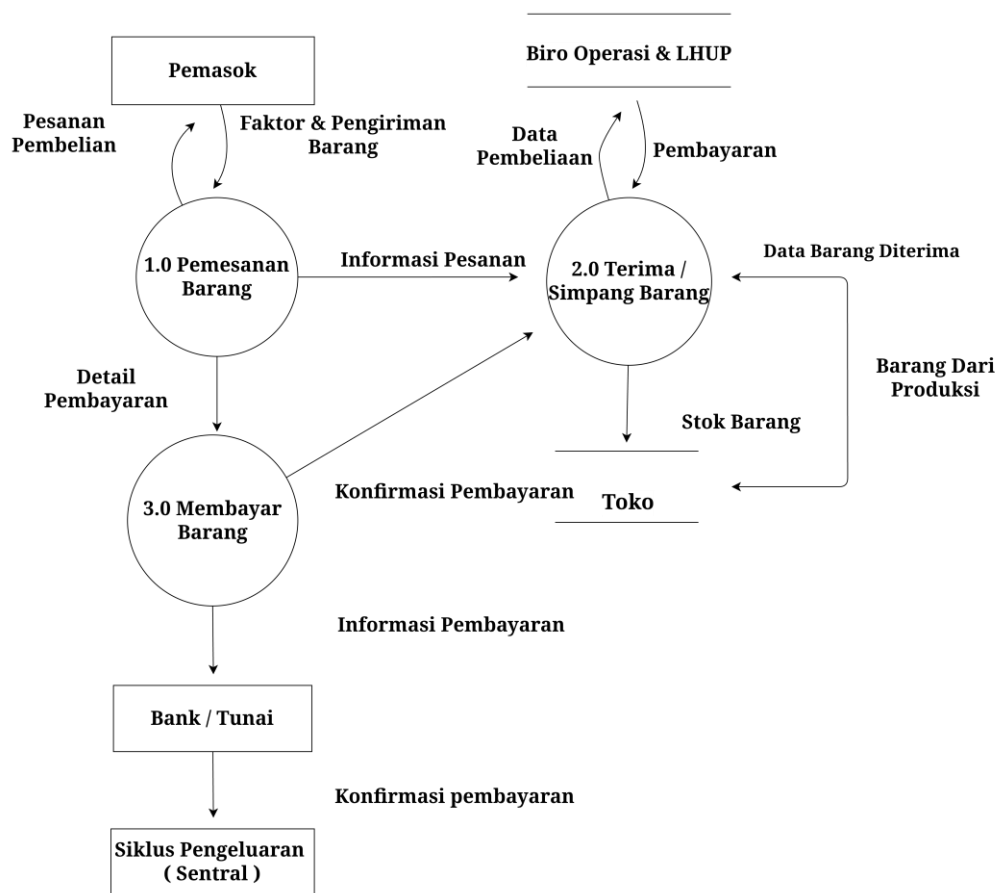 Biro Operasi & LHUP
Pemasok
Pesanan
Pembelian
Faktor & Pengiriman
Barang
Data
Pembeliaan
Pembayaran
1.0 Pemesanan
Barang
Informasi Pesanan
2.0 Terima /
Simpang Barang
Data Barang Diterima
Detail
Pembayaran
Barang Dari
Produksi
Stok Barang
3.0 Membayar
Barang
Konfirmasi Pembayaran
Toko
Informasi Pembayaran
Bank / Tunai
Konfirmasi pembayaran
Siklus Pengeluaran
( Sentral )